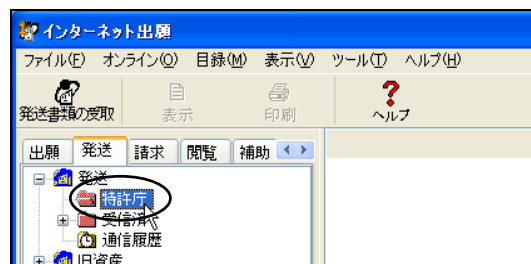 インターネット出願
ファイル(F) オンライン(O) 目録(M) 表示(V) ツール(T) ヘルプ(H)
発送書類の受取 表示 印刷 ヘルプ
出願 発送 請求 閲覧 補助
発送
特許庁
受信済
通信履歴
旧資産